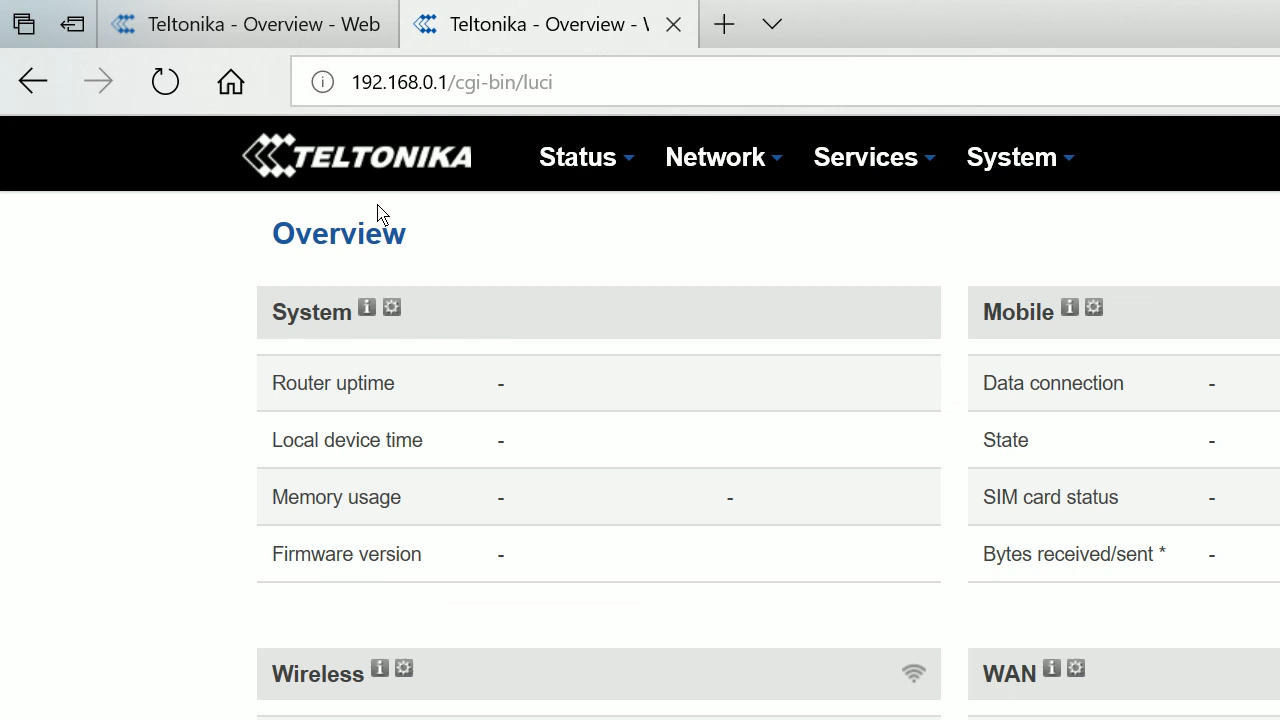 Teltonika - Overview - Web
Teltonika - Overview - \
192.168.0.1/cgi-bin/luci
TELTONIKA
Status
Network
Services
System
Overview
System
Router uptime -
Local device time -
Memory usage - -
Firmware version -
Mobile
Data connection -
State -
SIM card status -
Bytes received/sent * -
Wireless
WAN